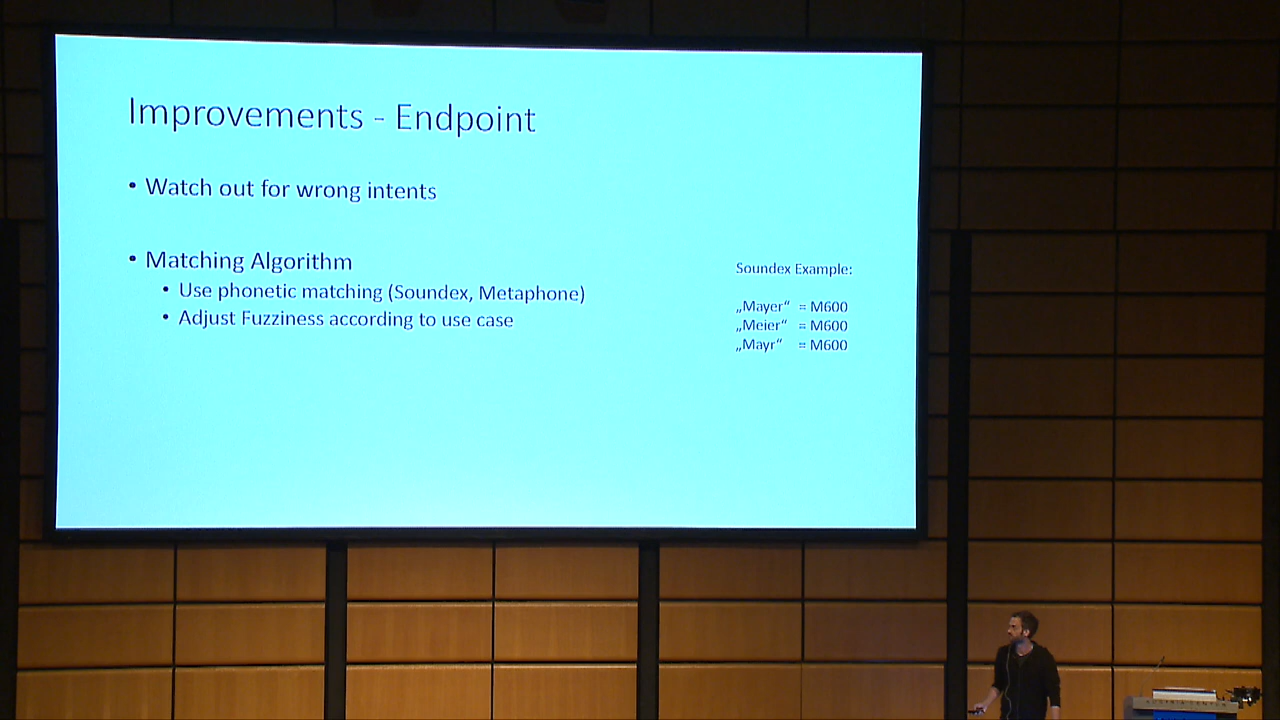 Improvements - Endpoint
• Watch out for wrong intents
• Matching Algorithm
• Use phonetic matching (Soundex, Metaphone)
• Adjust Fuzziness according to use case
Soundex Example:
„Mayer“ = M600
„Meier“ = M600
„Mayr“ = M600